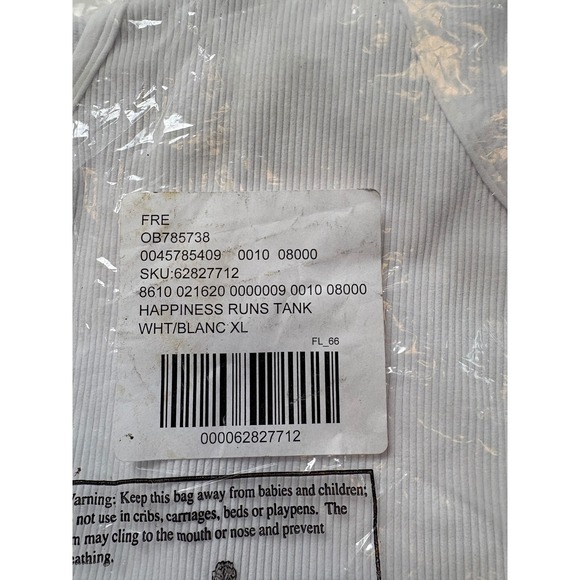 FRE
OB785738
0045785409 0010 08000
SKU:62827712
8610 021620 0000009 0010 08000
HAPPINESS RUNS TANK
WHT/BLANC XL
FL_66
000062827712
Warning: Keep this bag away from babies and children;
not use in cribs, carriages, beds or playpens. The
may cling to the mouth or nose and prevent